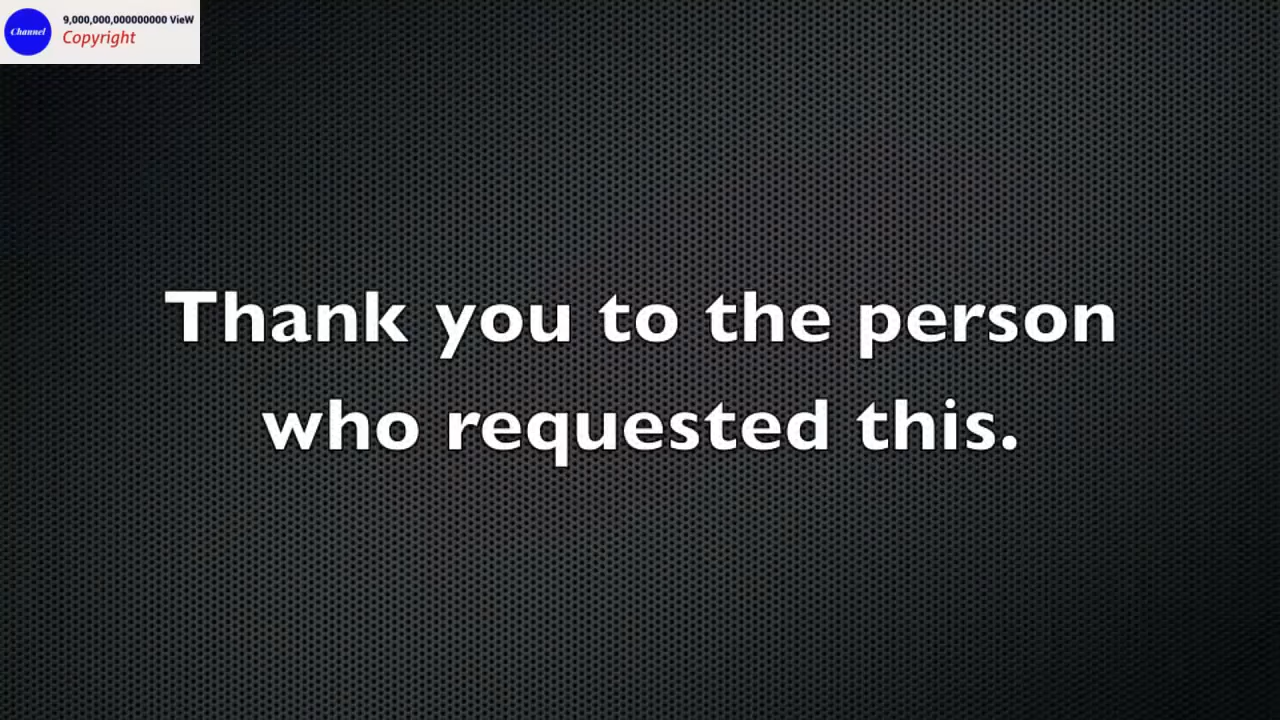 Channel
9,000,000,000000000 VieW
Copyright
Thank you to the person
who requested this.